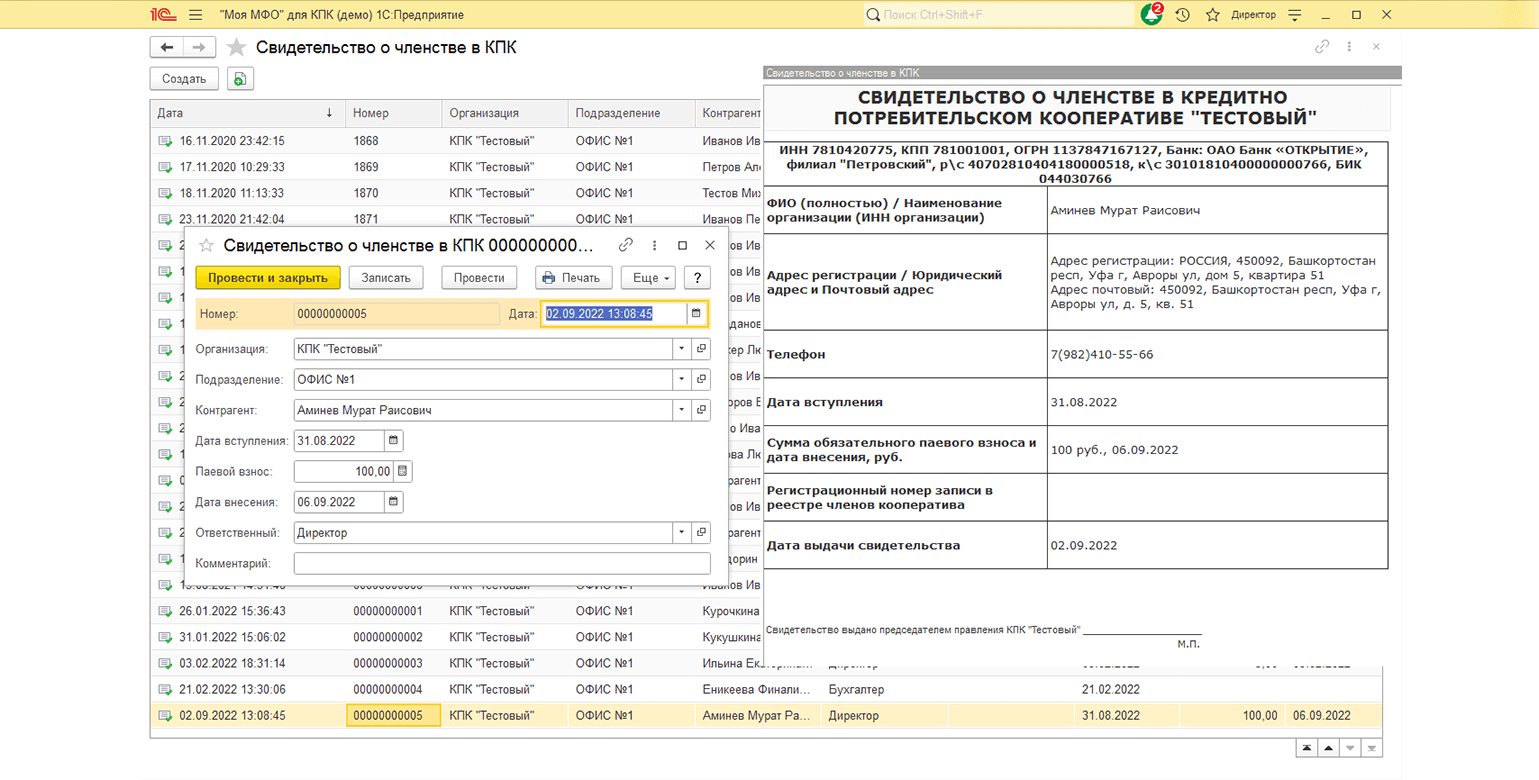 "Моя МФО" для КПК (демо) 1С:Предприятие
Поиск Ctrl+Shift+F
2
Директор
Свидетельство о членстве в КПК
Создать
Дата ↓ Номер Организация Подразделение Контрагент
16.11.2020 23:42:15 1868 КПК "Тестовый" ОФИС №1 Иванов Ив
17.11.2020 10:29:33 1869 КПК "Тестовый" ОФИС №1 Петров Але
18.11.2020 11:13:33 1870 КПК "Тестовый" ОФИС №1 Тестов Мих
23.11.2020 21:42:04 1871 КПК "Тестовый" ОФИС №1 Иванов Пе
Свидетельство о членстве в КПК 000000000...
Провести и закрыть Записать Провести Печать Еще ?
Номер: 00000000005 Дата: 02.09.2022 13:08:45
Организация: КПК "Тестовый"
Подразделение: ОФИС №1
Контрагент: Аминев Мурат Раисович
Дата вступления: 31.08.2022
Паевой взнос: 100,00
Дата внесения: 06.09.2022
Ответственный: Директор
Комментарий:
26.01.2022 15:36:43 00000000001 КПК "Тестовый" ОФИС №1 Курочкина
31.01.2022 15:06:02 00000000002 КПК "Тестовый" ОФИС №1 Кукушкина
03.02.2022 18:31:14 00000000003 КПК "Тестовый" ОФИС №1 Ильина Екатерина...
21.02.2022 13:30:06 00000000004 КПК "Тестовый" ОФИС №1 Еникеева Финали... Бухгалтер 21.02.2022
02.09.2022 13:08:45 00000000005 КПК "Тестовый" ОФИС №1 Аминев Мурат Ра... Директор 31.08.2022 100,00 06.09.2022
Свидетельство о членстве в КПК
СВИДЕТЕЛЬСТВО О ЧЛЕНСТВЕ В КРЕДИТНО
ПОТРЕБИТЕЛЬСКОМ КООПЕРАТИВЕ "ТЕСТОВЫЙ"
ИНН 7810420775, КПП 781001001, ОГРН 1137847167127, Банк: ОАО Банк «ОТКРЫТИЕ»,
филиал "Петровский", р\с 40702810404180000518, к\с 30101810400000000766, БИК
044030766
ФИО (полностью) / Наименование
организации (ИНН организации)
Аминев Мурат Раисович
Адрес регистрации / Юридический
адрес и Почтовый адрес
Адрес регистрации: РОССИЯ, 450092, Башкортостан
респ, Уфа г, Авроры ул, дом 5, квартира 51
Адрес почтовый: 450092, Башкортостан респ, Уфа г,
Авроры ул, д. 5, кв. 51
Телефон
7(982)410-55-66
Дата вступления
31.08.2022
Сумма обязательного паевого взноса и
дата внесения, руб.
100 руб., 06.09.2022
Регистрационный номер записи в
реестре членов кооператива
Дата выдачи свидетельства
02.09.2022
Свидетельство выдано председателем правления КПК "Тестовый"
М.П.